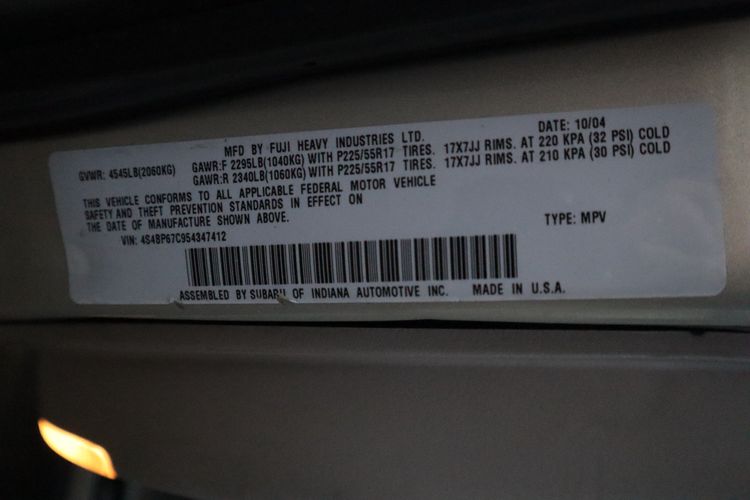 MFD BY FUJI HEAVY INDUSTRIES LTD. DATE: 10/04
GVWR: 4545LB(2060KG) GAWR:F 2295LB(1040KG) WITH P225/55R17 TIRES. 17X7JJ RIMS. AT 220 KPA (32 PSI) COLD
GAWR:R 2340LB(1060KG) WITH P225/55R17 TIRES. 17X7JJ RIMS. AT 210 KPA (30 PSI) COLD
THIS VEHICLE CONFORMS TO ALL APPLICABLE FEDERAL MOTOR VEHICLE
SAFETY AND THEFT PREVENTION STANDARDS IN EFFECT ON
THE DATE OF MANUFACTURE SHOWN ABOVE. TYPE: MPV
VIN: 4S4BP67C954347412
ASSEMBLED BY SUBARU OF INDIANA AUTOMOTIVE INC. MADE IN U.S.A.